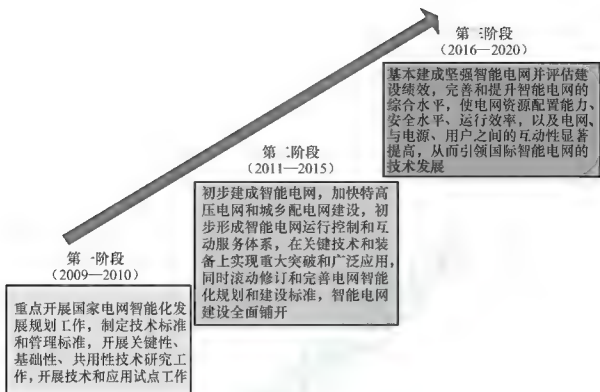 第一阶段
(2009—2010)
重点开展国家电网智能化发
展规划工作，制定技术标准
和管理标准，开展关键性、
基础性、共用性技术研究工
作，开展技术和应用试点工作
第二阶段
(2011—2015)
初步建成智能电网，加快特高
压电网和城乡配电网建设，初
步形成智能电网运行控制和互
动服务体系，在关键技术和装
备上实现重大突破和广泛应用，
同时滚动修订和完善电网智能
化规划和建设标准，智能电网
建设全面铺开
第三阶段
(2016—2020)
基本建成坚强智能电网并评估建
设绩效，完善和提升智能电网的
综合水平，使电网资源配置能力、
安全水平、运行效率，以及电网、
与电源、用户之间的互动性显著
提高，从而引领国际智能电网的
技术发展